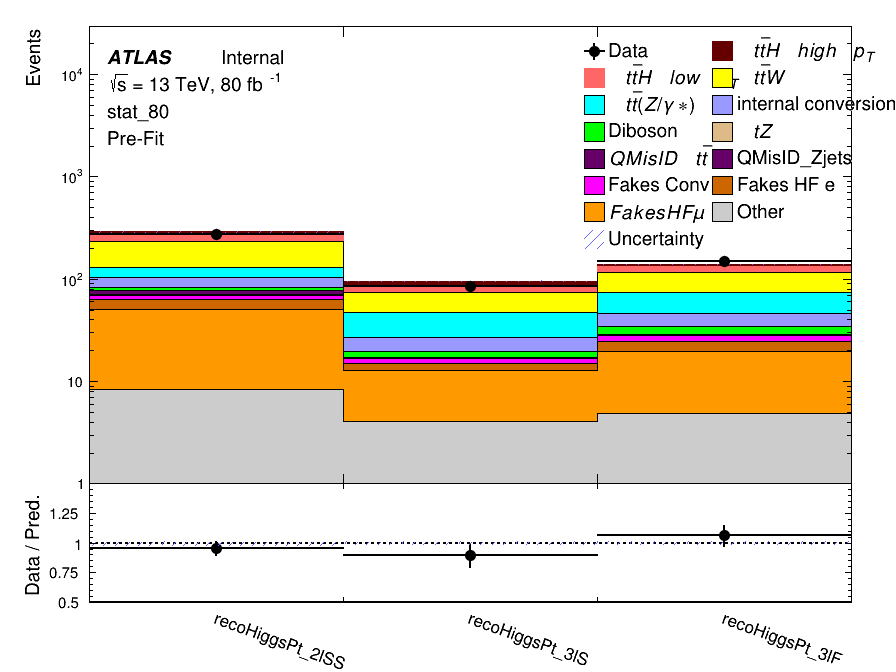 Events
ATLAS Internal
√s = 13 TeV, 80 fb -1
stat_80
Pre-Fit
Data
tt̅H high p_T
tt̅H low
T
tt̅W
tt̅(Z/γ *)
internal conversion
Diboson
tZ
QMisID tt̅
QMisID_Zjets
Fakes Conv
Fakes HF e
FakesHFμ
Other
Uncertainty
10⁴
10³
10²
10
1
Data / Pred.
1.25
1
0.75
0.5
recoHiggsPt_2lSS
recoHiggsPt_3lS
recoHiggsPt_3lF